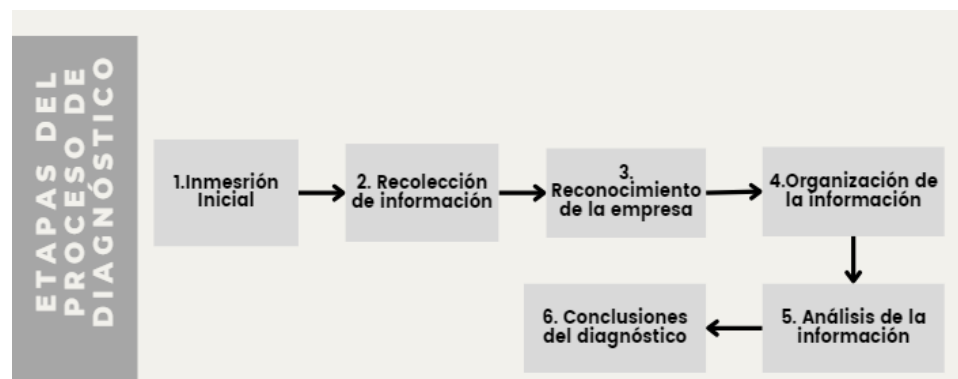 ETAPAS DEL
PROCESO DE
DIAGNÓSTICO
1.Inmesrión
Inicial
2. Recolección
de información
3.
Reconocimiento
de la empresa
4.Organización de
la información
5. Análisis de la
información
6. Conclusiones
del diagnóstico